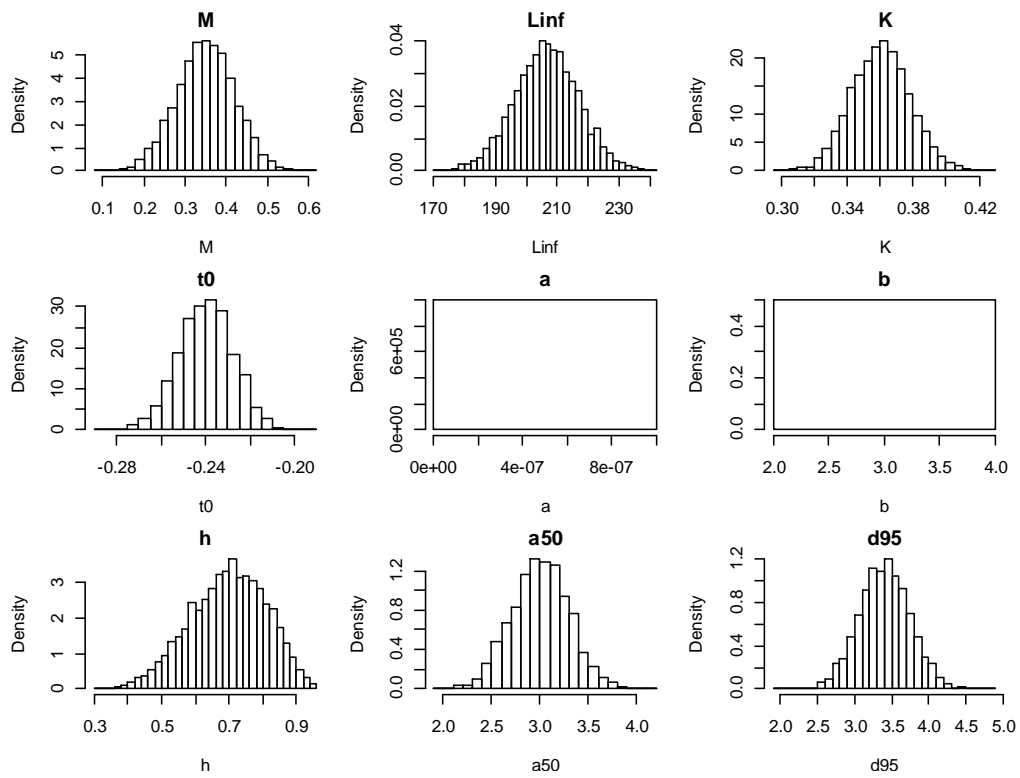 M
Density
0 1 2 3 4 5
0.1 0.2 0.3 0.4 0.5 0.6
M
Linf
Density
0.00 0.02 0.04
170 190 210 230
Linf
K
Density
0 5 10 20
0.30 0.34 0.38 0.42
K
t0
Density
0 10 20 30
-0.28 -0.24 -0.20
t0
a
Density
0e+00 6e+05
0e+00 4e-07 8e-07
a
b
Density
0.0 0.2 0.4
2.0 2.5 3.0 3.5 4.0
b
h
Density
0 1 2 3
0.3 0.5 0.7 0.9
h
a50
Density
0.0 0.4 0.8 1.2
2.0 2.5 3.0 3.5 4.0
a50
d95
Density
0.0 0.4 0.8 1.2
2.0 2.5 3.0 3.5 4.0 4.5 5.0
d95